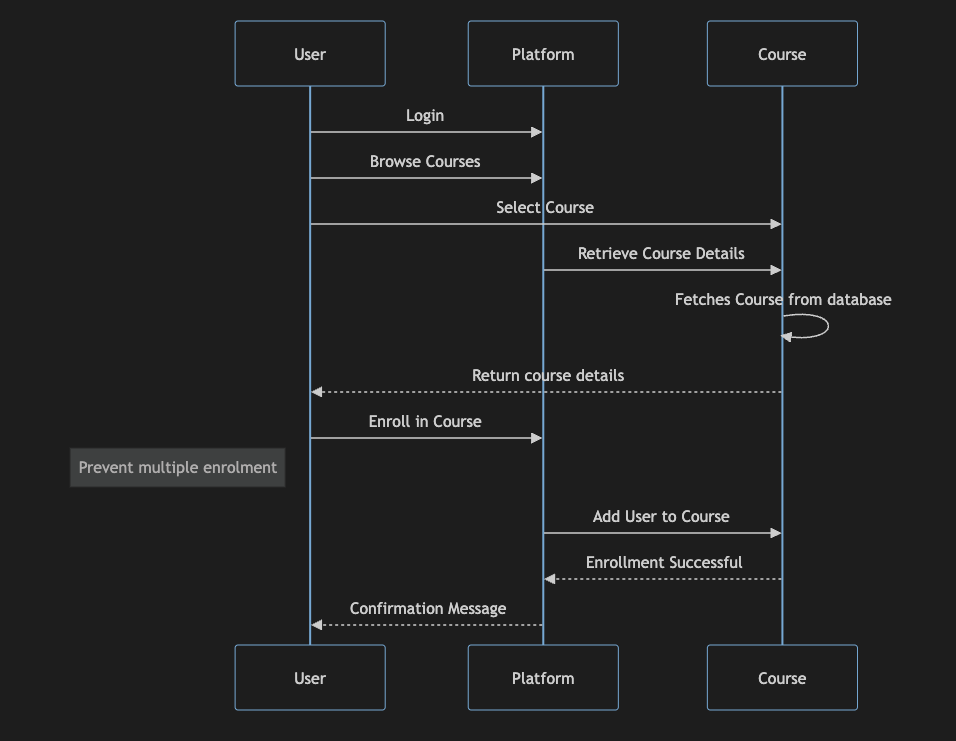 User
Platform
Course
Login
Browse Courses
Select Course
Retrieve Course Details
Fetches Course from database
Return course details
Enroll in Course
Prevent multiple enrolment
Add User to Course
Enrollment Successful
Confirmation Message
User
Platform
Course